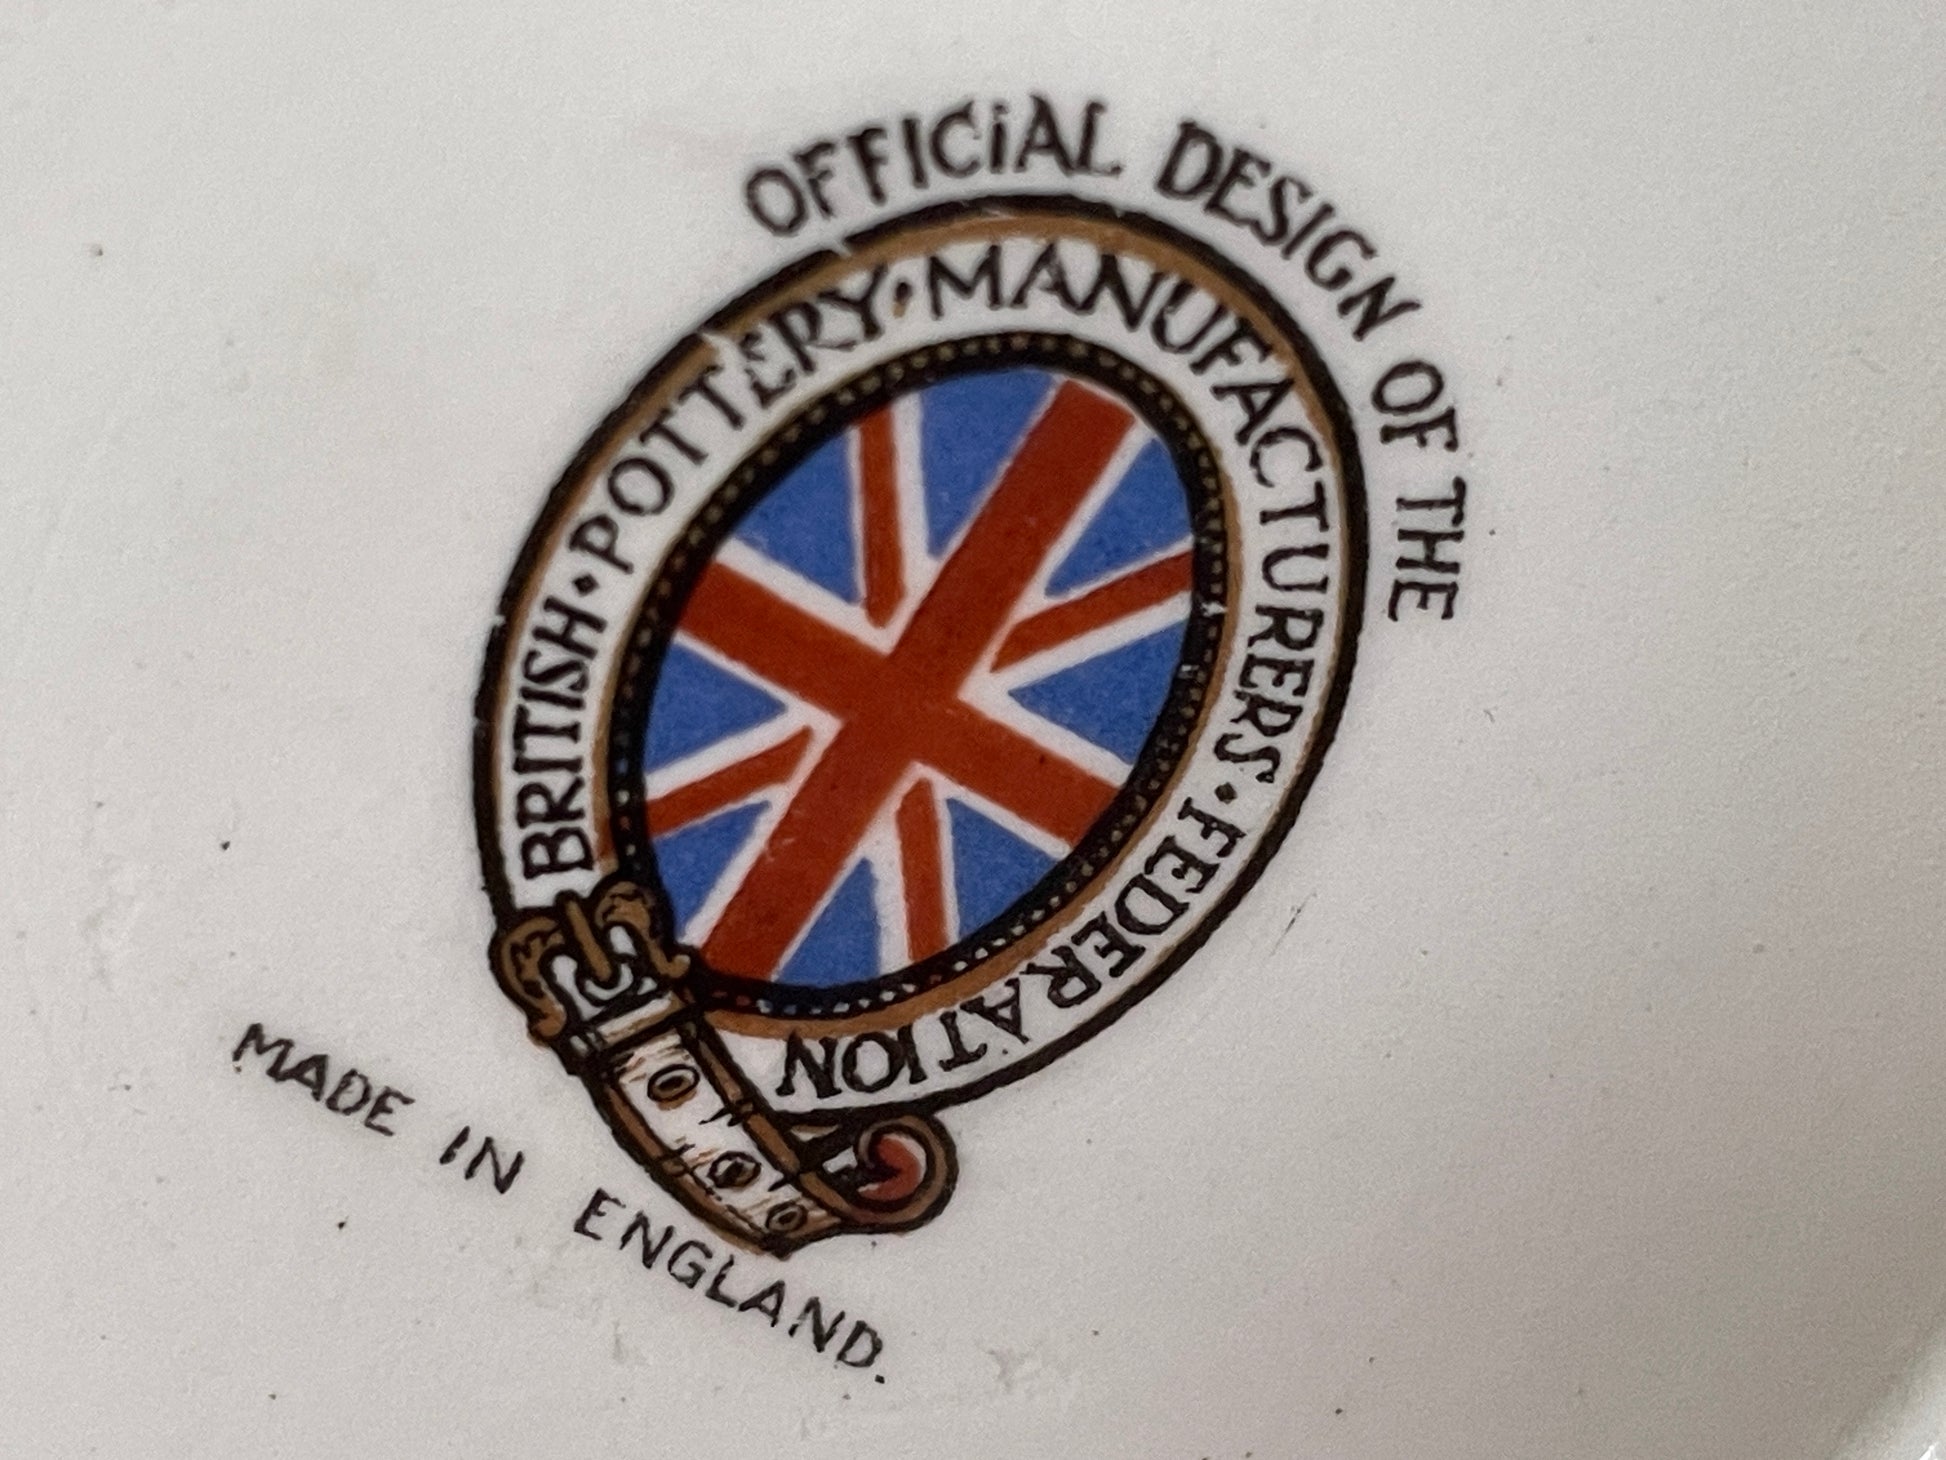 OFFICIAL DESIGN OF THE
BRITISH · POTTERY · MANUFACTURERS · FEDERATION
MADE IN ENGLAND.